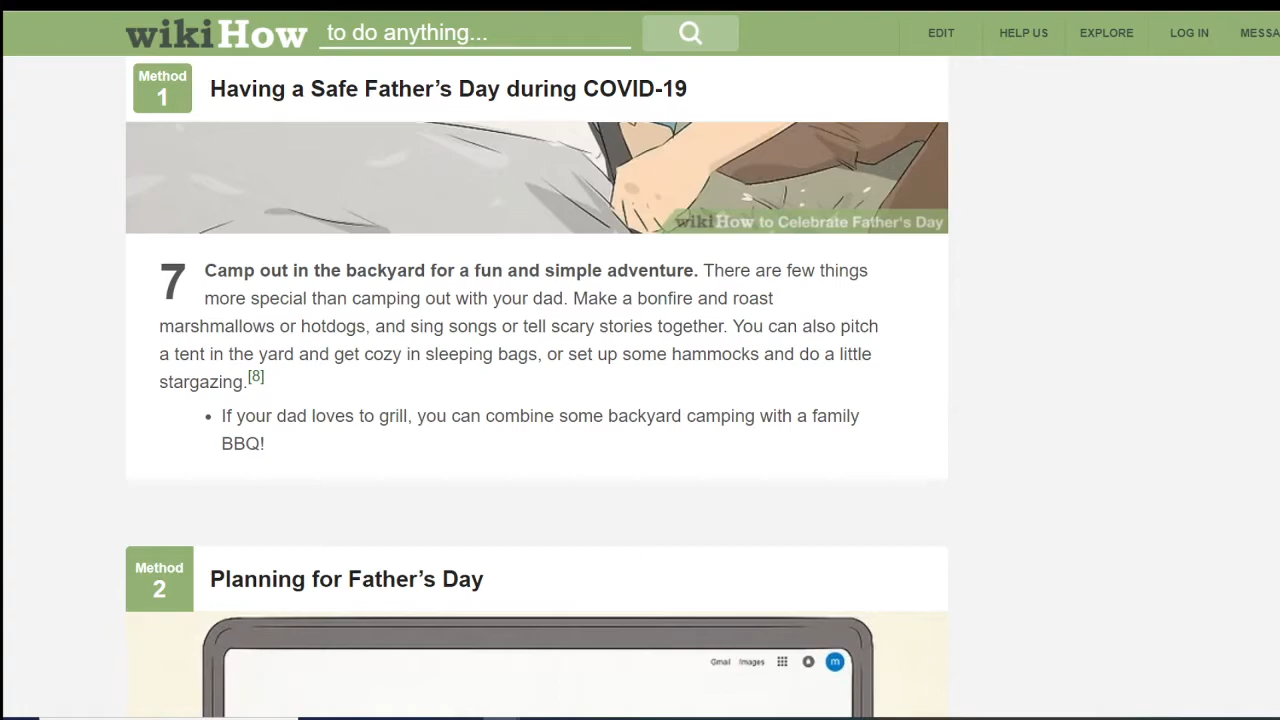 wikiHow to do anything... EDIT HELP US EXPLORE LOG IN MESSA
Method
1
Having a Safe Father’s Day during COVID-19
wikiHow to Celebrate Father's Day
7 Camp out in the backyard for a fun and simple adventure. There are few things
more special than camping out with your dad. Make a bonfire and roast
marshmallows or hotdogs, and sing songs or tell scary stories together. You can also pitch
a tent in the yard and get cozy in sleeping bags, or set up some hammocks and do a little
stargazing.[8]
• If your dad loves to grill, you can combine some backyard camping with a family
BBQ!
Method
2
Planning for Father’s Day
Gmail Images m